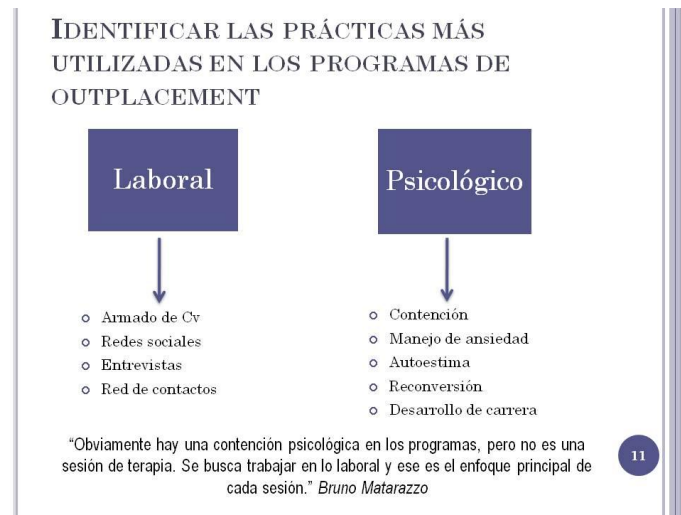 IDENTIFICAR LAS PRÁCTICAS MÁS
UTILIZADAS EN LOS PROGRAMAS DE
OUTPLACEMENT
Laboral
Armado de Cv
Redes sociales
Entrevistas
Red de contactos
Psicológico
Contención
Manejo de ansiedad
Autoestima
Reconversión
Desarrollo de carrera
“Obviamente hay una contención psicológica en los programas, pero no es una
sesión de terapia. Se busca trabajar en lo laboral y ese es el enfoque principal de
cada sesión.” Bruno Matarazzo
11